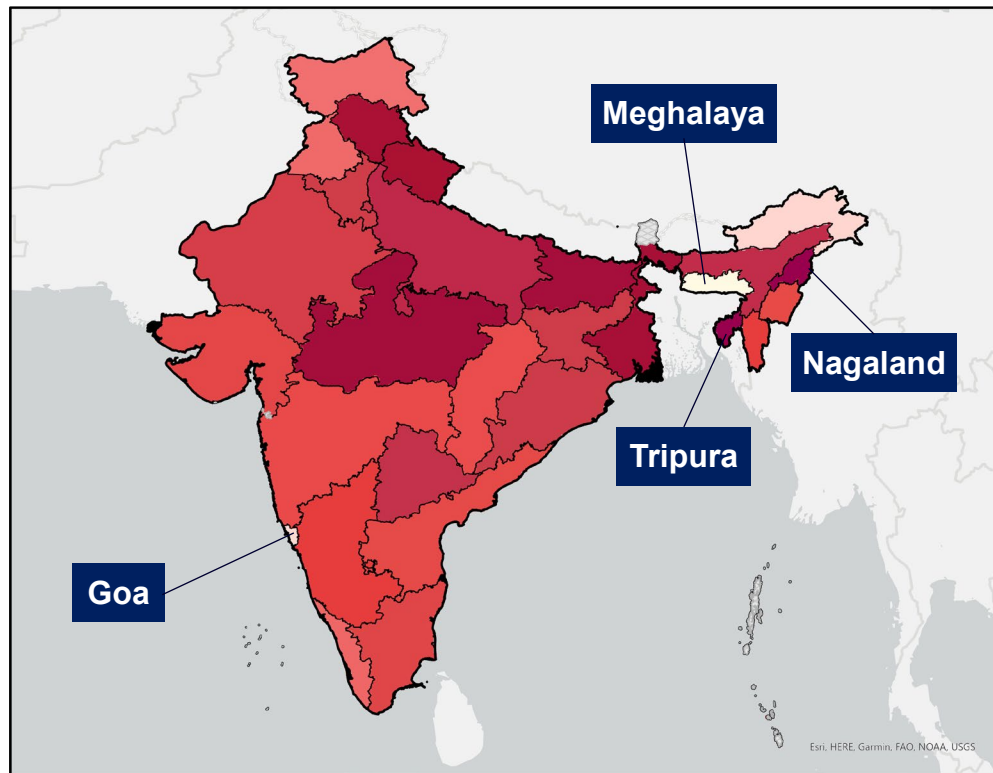 Meghalaya
Nagaland
Tripura
Goa
Esri, HERE, Garmin, FAO, NOAA, USGS